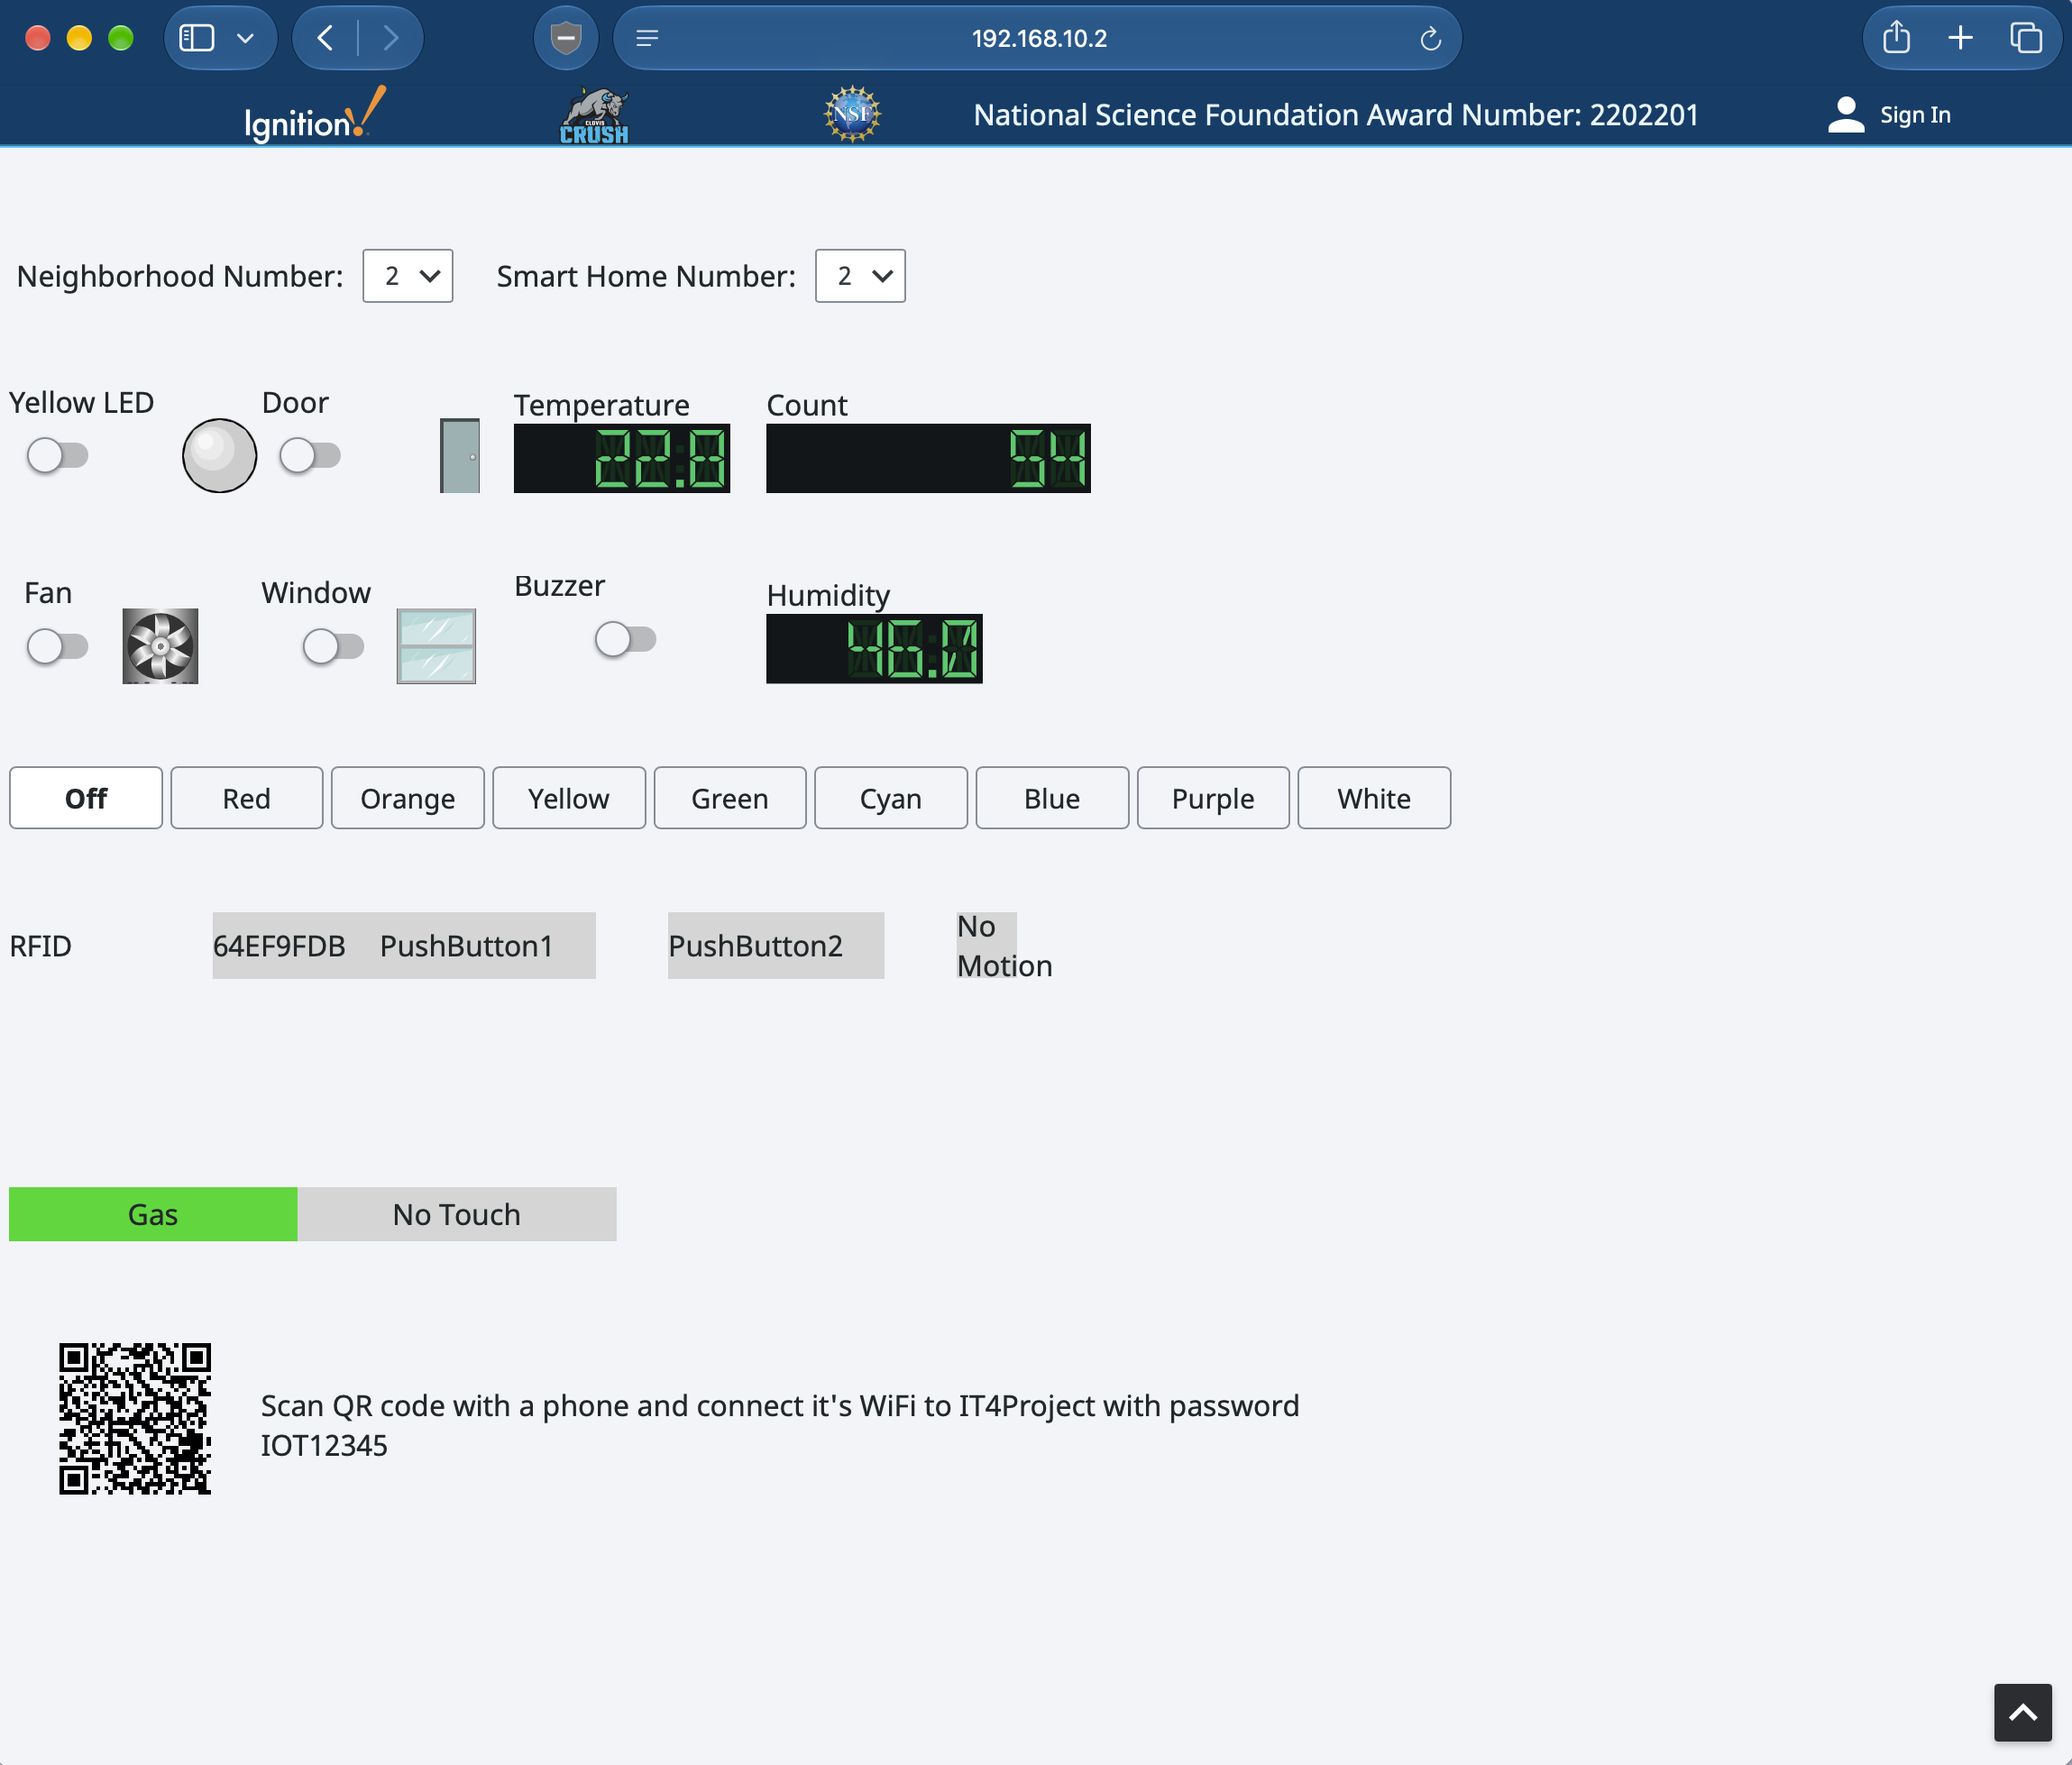 192.168.10.2
Ignition!
CLOVIS
CRUSH
NSF
National Science Foundation Award Number: 2202201
Sign In
Neighborhood Number: 2 Smart Home Number: 2
Yellow LED Door Temperature Count
22.8 54
Fan Window Buzzer Humidity
46.0
Off Red Orange Yellow Green Cyan Blue Purple White
RFID 64EF9FDB PushButton1 PushButton2 No
Motion
Gas No Touch
Scan QR code with a phone and connect it's WiFi to IT4Project with password
IOT12345